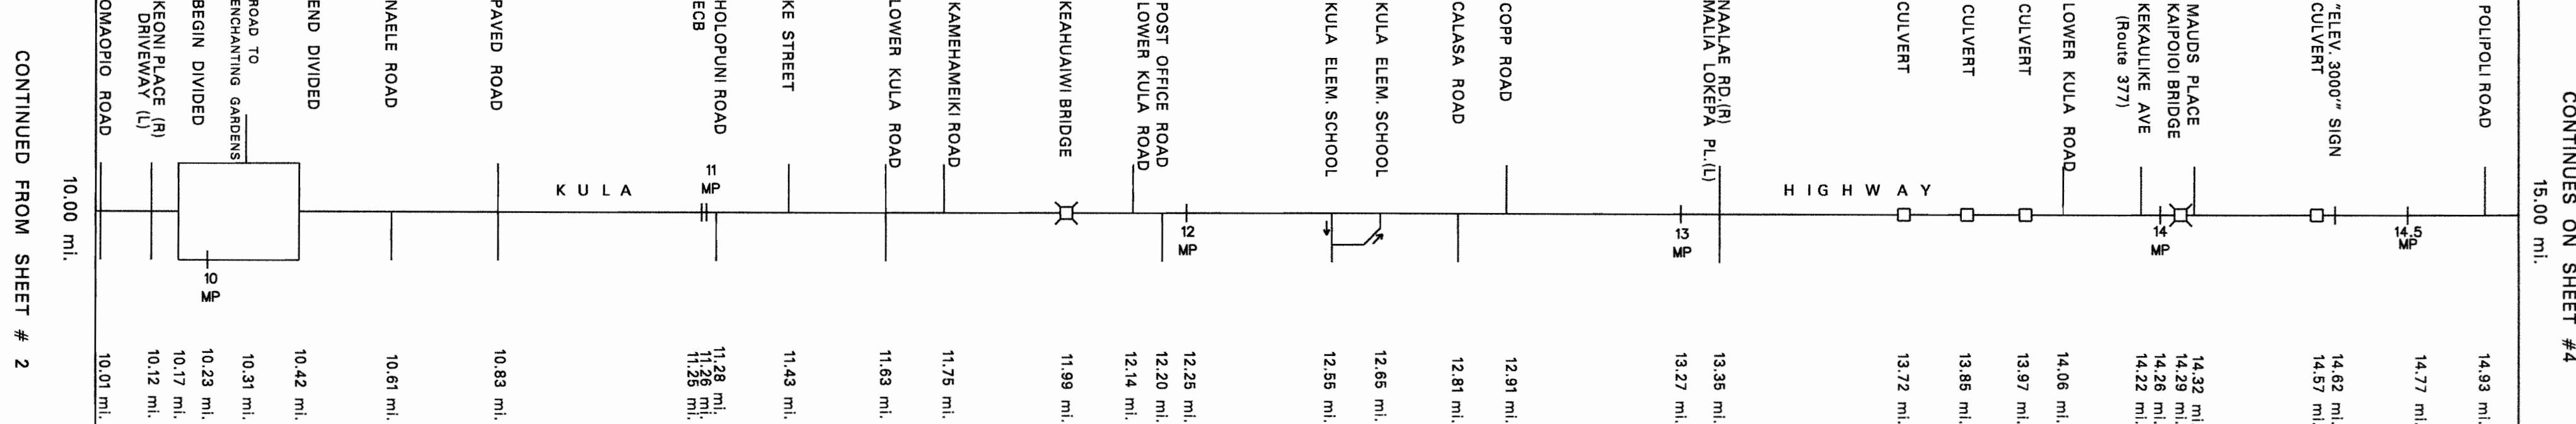 CONTINUED FROM SHEET # 2
10.00 mi.
OMAOPIO ROAD
KEONI PLACE (R)
DRIVEWAY (L)
BEGIN DIVIDED
ROAD TO
ENCHANTING GARDENS
END DIVIDED
NAELE ROAD
PAVED ROAD
ECB
HOLOPUNI ROAD
KE STREET
LOWER KULA ROAD
KAMEHAMEIKI ROAD
KEAHUAIWI BRIDGE
LOWER KULA ROAD
POST OFFICE ROAD
KULA ELEM. SCHOOL
KULA ELEM. SCHOOL
CALASA ROAD
COPP ROAD
NAALAE RD.(R)
MALIA LOKEPA PL.(L)
CULVERT
CULVERT
CULVERT
LOWER KULA ROAD
KEKAULIKE AVE
(Route 377)
KAIPOIOI BRIDGE
MAUDS PLACE
CULVERT
"ELEV. 3000'" SIGN
POLIPOLI ROAD
KULA
HIGHWAY
10
MP
11
MP
12
MP
13
MP
14
MP
14.5
MP
10.01 mi.
10.12 mi.
10.17 mi.
10.23 mi.
10.31 mi.
10.42 mi.
10.61 mi.
10.83 mi.
11.25 mi.
11.26 mi.
11.28 mi.
11.43 mi.
11.63 mi.
11.75 mi.
11.99 mi.
12.14 mi.
12.20 mi.
12.25 mi.
12.55 mi.
12.65 mi.
12.81 mi.
12.91 mi.
13.27 mi.
13.35 mi.
13.72 mi.
13.85 mi.
13.97 mi.
14.06 mi.
14.22 mi.
14.26 mi.
14.29 mi.
14.32 mi.
14.57 mi.
14.62 mi.
14.77 mi.
14.93 mi.
15.00 mi.
CONTINUES ON SHEET #4